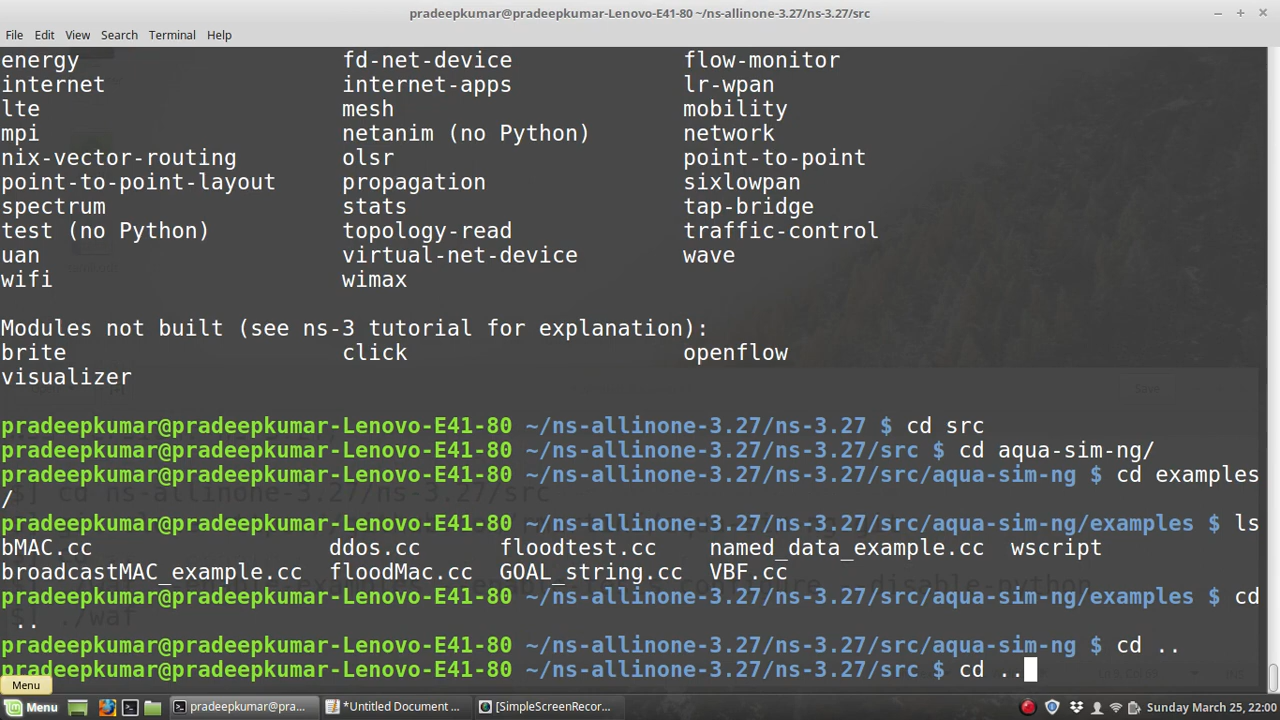 pradeepkumar@pradeepkumar-Lenovo-E41-80 ~/ns-allinone-3.27/ns-3.27/src
File Edit View Search Terminal Help
energy fd-net-device flow-monitor
internet internet-apps lr-wpan
lte mesh mobility
mpi netanim (no Python) network
nix-vector-routing olsr point-to-point
point-to-point-layout propagation sixlowpan
spectrum stats tap-bridge
test (no Python) topology-read traffic-control
uan virtual-net-device wave
wifi wimax
Modules not built (see ns-3 tutorial for explanation):
brite click openflow
visualizer
pradeepkumar@pradeepkumar-Lenovo-E41-80 ~/ns-allinone-3.27/ns-3.27 $ cd src
pradeepkumar@pradeepkumar-Lenovo-E41-80 ~/ns-allinone-3.27/ns-3.27/src $ cd aqua-sim-ng/
pradeepkumar@pradeepkumar-Lenovo-E41-80 ~/ns-allinone-3.27/ns-3.27/src/aqua-sim-ng $ cd examples
/
$] cd ns-allinone-3.27/ns-3.27/src
pradeepkumar@pradeepkumar-Lenovo-E41-80 ~/ns-allinone-3.27/ns-3.27/src/aqua-sim-ng/examples $ ls
bMAC.cc ddos.cc floodtest.cc named_data_example.cc wscript
broadcastMAC_example.cc floodMac.cc GOAL_string.cc VBF.cc
pradeepkumar@pradeepkumar-Lenovo-E41-80 ~/ns-allinone-3.27/ns-3.27/src/aqua-sim-ng/examples $ cd
..
$] ./waf
pradeepkumar@pradeepkumar-Lenovo-E41-80 ~/ns-allinone-3.27/ns-3.27/src/aqua-sim-ng $ cd ..
pradeepkumar@pradeepkumar-Lenovo-E41-80 ~/ns-allinone-3.27/ns-3.27/src $ cd ..
Menu
Menu pradeepkumar@pra... *Untitled Document ... [SimpleScreenRecor... Sunday March 25, 22:00